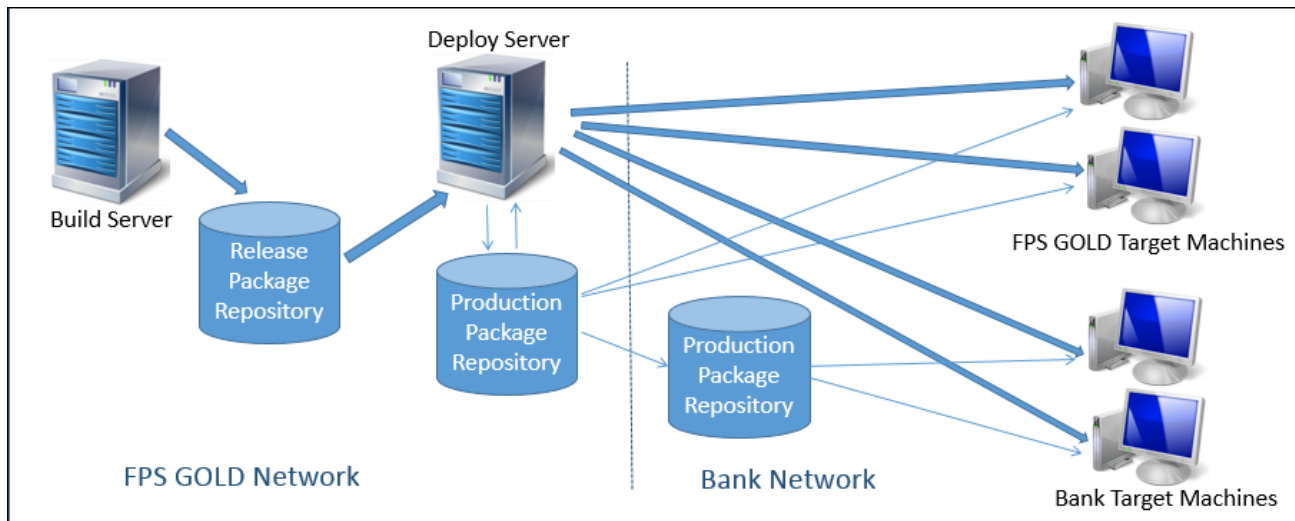 Deploy Server
Build Server
Release
Package
Repository
Production
Package
Repository
Production
Package
Repository
FPS GOLD Target Machines
Bank Target Machines
FPS GOLD Network
Bank Network